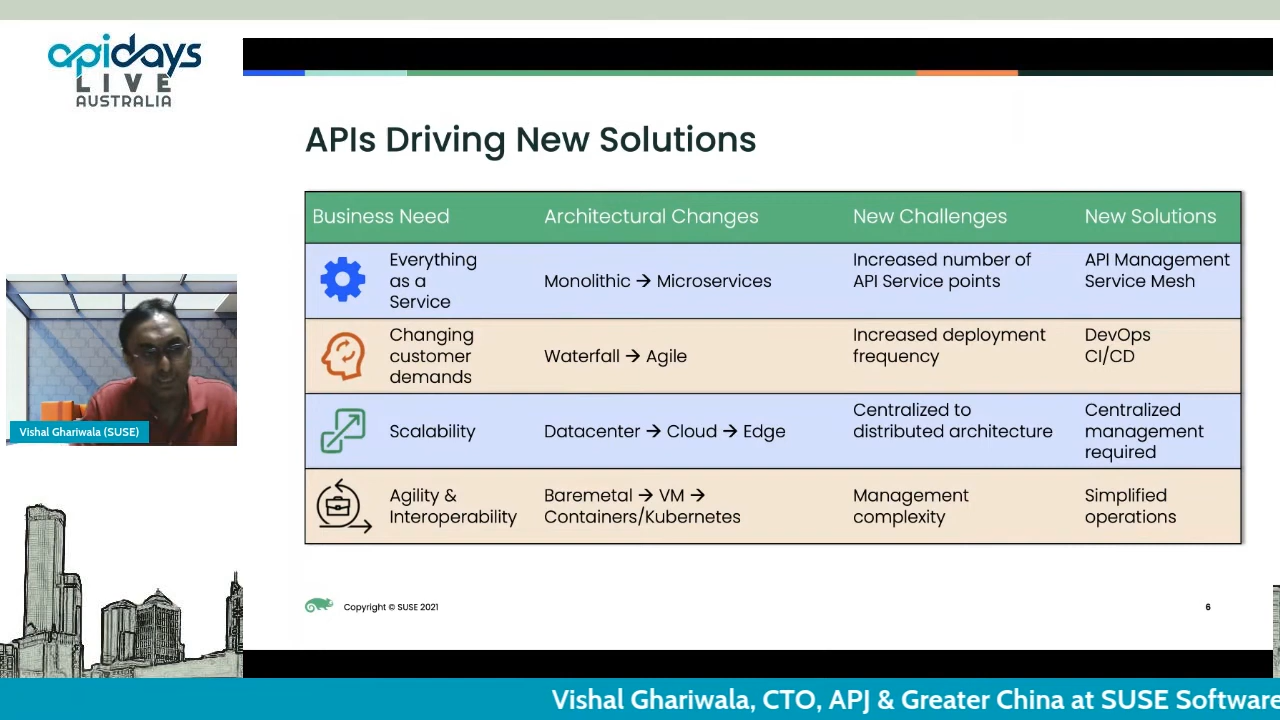 apidays
LIVE
AUSTRALIA
APIs Driving New Solutions
Business Need
Architectural Changes
New Challenges
New Solutions
Everything
as a
Service
Monolithic → Microservices
Increased number of
API Service points
API Management
Service Mesh
Changing
customer
demands
Waterfall → Agile
Increased deployment
frequency
DevOps
CI/CD
Scalability
Datacenter → Cloud → Edge
Centralized to
distributed architecture
Centralized
management
required
Agility &
Interoperability
Baremetal → VM →
Containers/Kubernetes
Management
complexity
Simplified
operations
Vishal Ghariwala (SUSE)
Copyright © SUSE 2021
6
Vishal Ghariwala, CTO, APJ & Greater China at SUSE Software